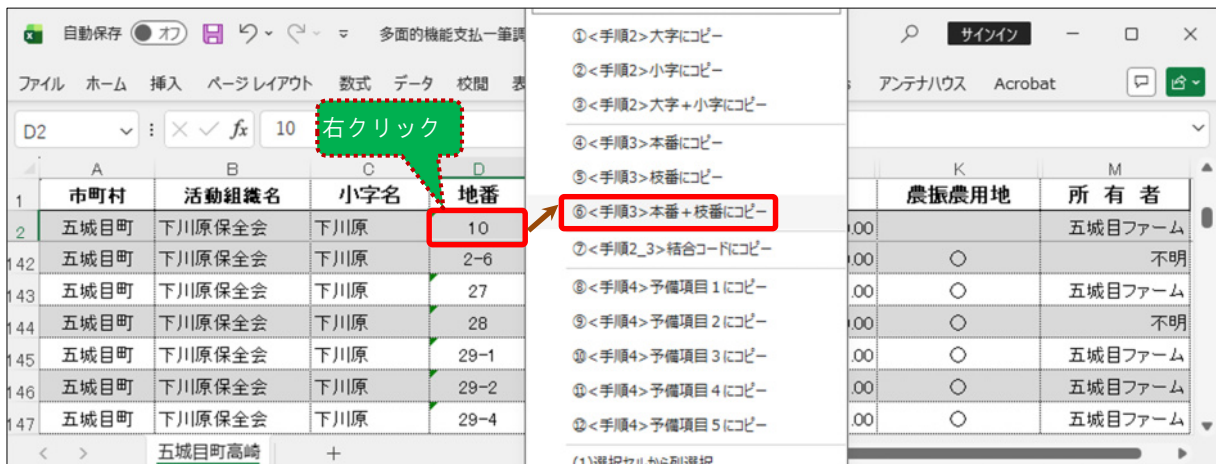 自動保存 オフ 多面的機能支払一筆調 サインイン
ファイル ホーム 挿入 ページ レイアウト 数式 データ 校閲 表 アンテナハウス Acrobat
D2 fx 10
右クリック
①<手順2>大字にコピー
②<手順2>小字にコピー
③<手順2>大字+小字にコピー
④<手順3>本番にコピー
⑤<手順3>枝番にコピー
⑥<手順3>本番+枝番にコピー
⑦<手順2_3>結合コードにコピー
⑧<手順4>予備項目1にコピー
⑨<手順4>予備項目2にコピー
⑩<手順4>予備項目3にコピー
⑪<手順4>予備項目4にコピー
⑫<手順4>予備項目5にコピー
(1)選択セルから列選択
A B C D K M
1 市町村 活動組織名 小字名 地番 農振農用地 所有者
2 五城目町 下川原保全会 下川原 10 .00 五城目ファーム
142 五城目町 下川原保全会 下川原 2-6 .00 ○ 不明
143 五城目町 下川原保全会 下川原 27 .00 ○ 五城目ファーム
144 五城目町 下川原保全会 下川原 28 .00 ○ 不明
145 五城目町 下川原保全会 下川原 29-1 .00 ○ 五城目ファーム
146 五城目町 下川原保全会 下川原 29-2 .00 ○ 五城目ファーム
147 五城目町 下川原保全会 下川原 29-4 .00 ○ 五城目ファーム
五城目町高崎